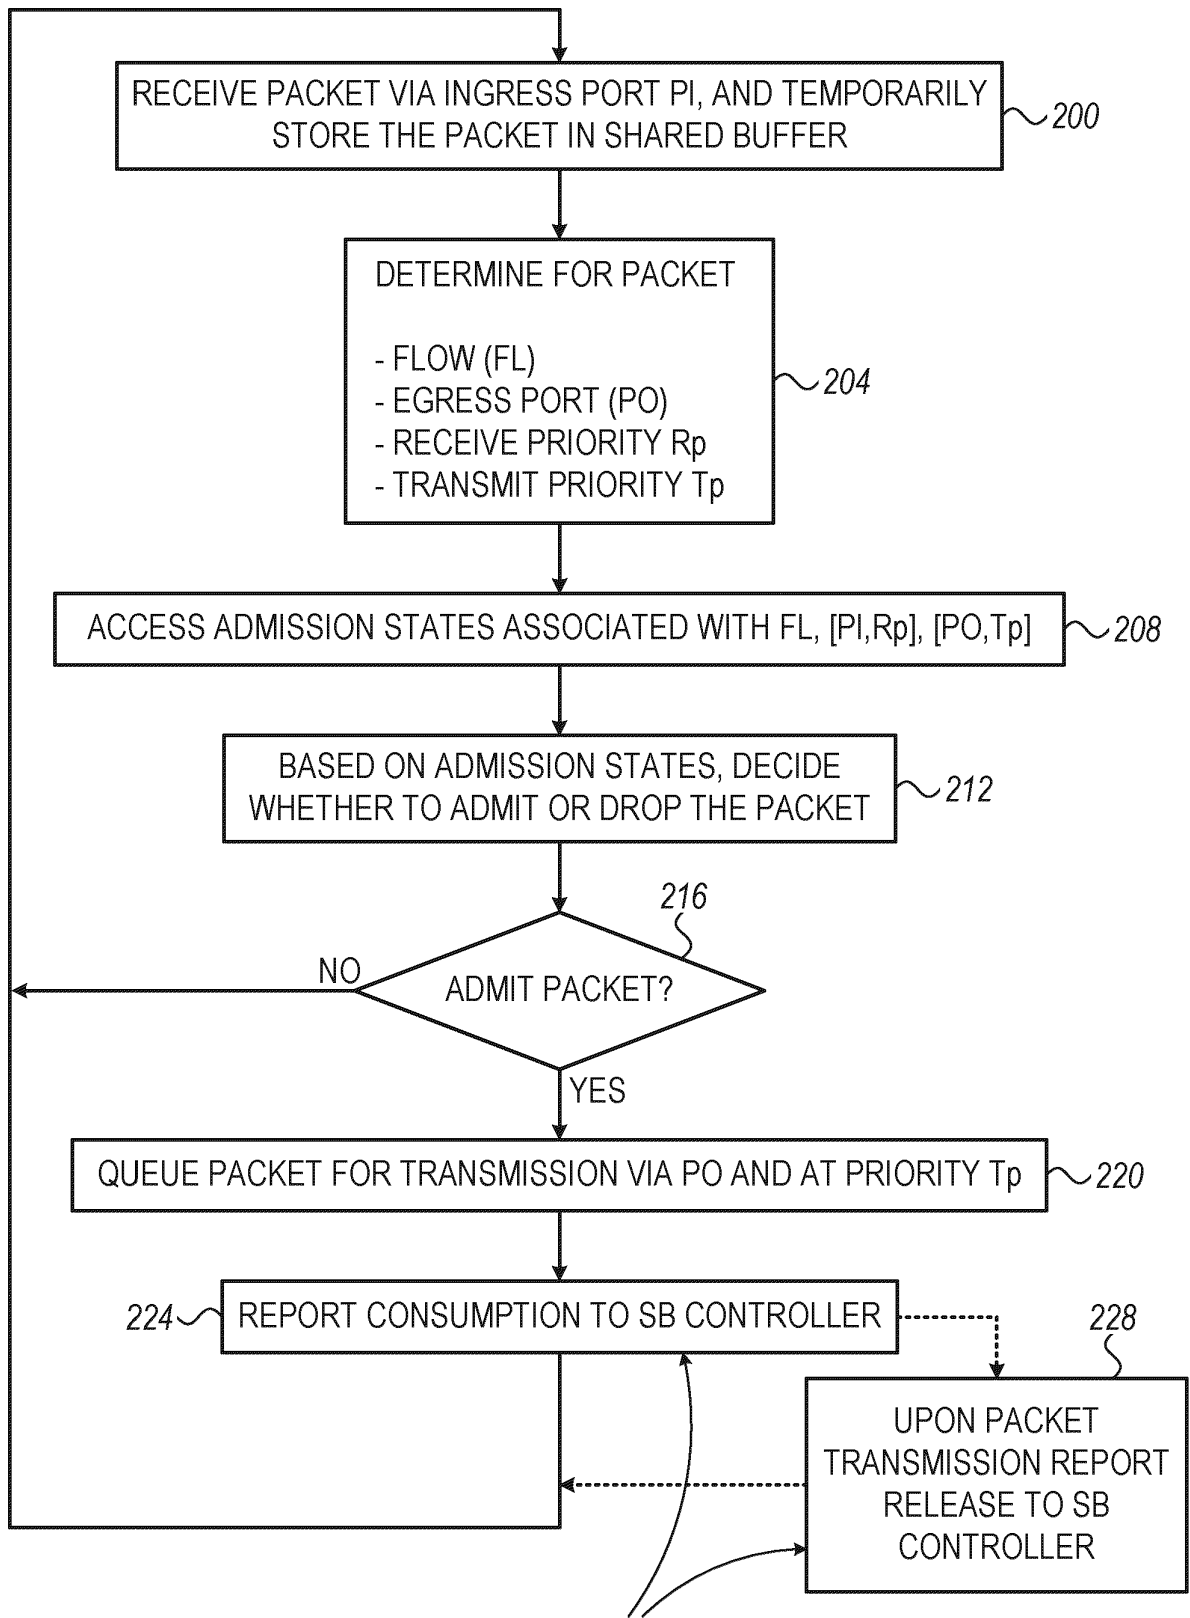 RECEIVE PACKET VIA INGRESS PORT PI, AND TEMPORARILY
STORE THE PACKET IN SHARED BUFFER
200
DETERMINE FOR PACKET
- FLOW (FL)
- EGRESS PORT (PO)
- RECEIVE PRIORITY Rp
- TRANSMIT PRIORITY Tp
204
ACCESS ADMISSION STATES ASSOCIATED WITH FL, [PI,Rp], [PO,Tp]
208
BASED ON ADMISSION STATES, DECIDE
WHETHER TO ADMIT OR DROP THE PACKET
212
216
NO
ADMIT PACKET?
YES
QUEUE PACKET FOR TRANSMISSION VIA PO AND AT PRIORITY Tp
220
224
REPORT CONSUMPTION TO SB CONTROLLER
228
UPON PACKET
TRANSMISSION REPORT
RELEASE TO SB
CONTROLLER